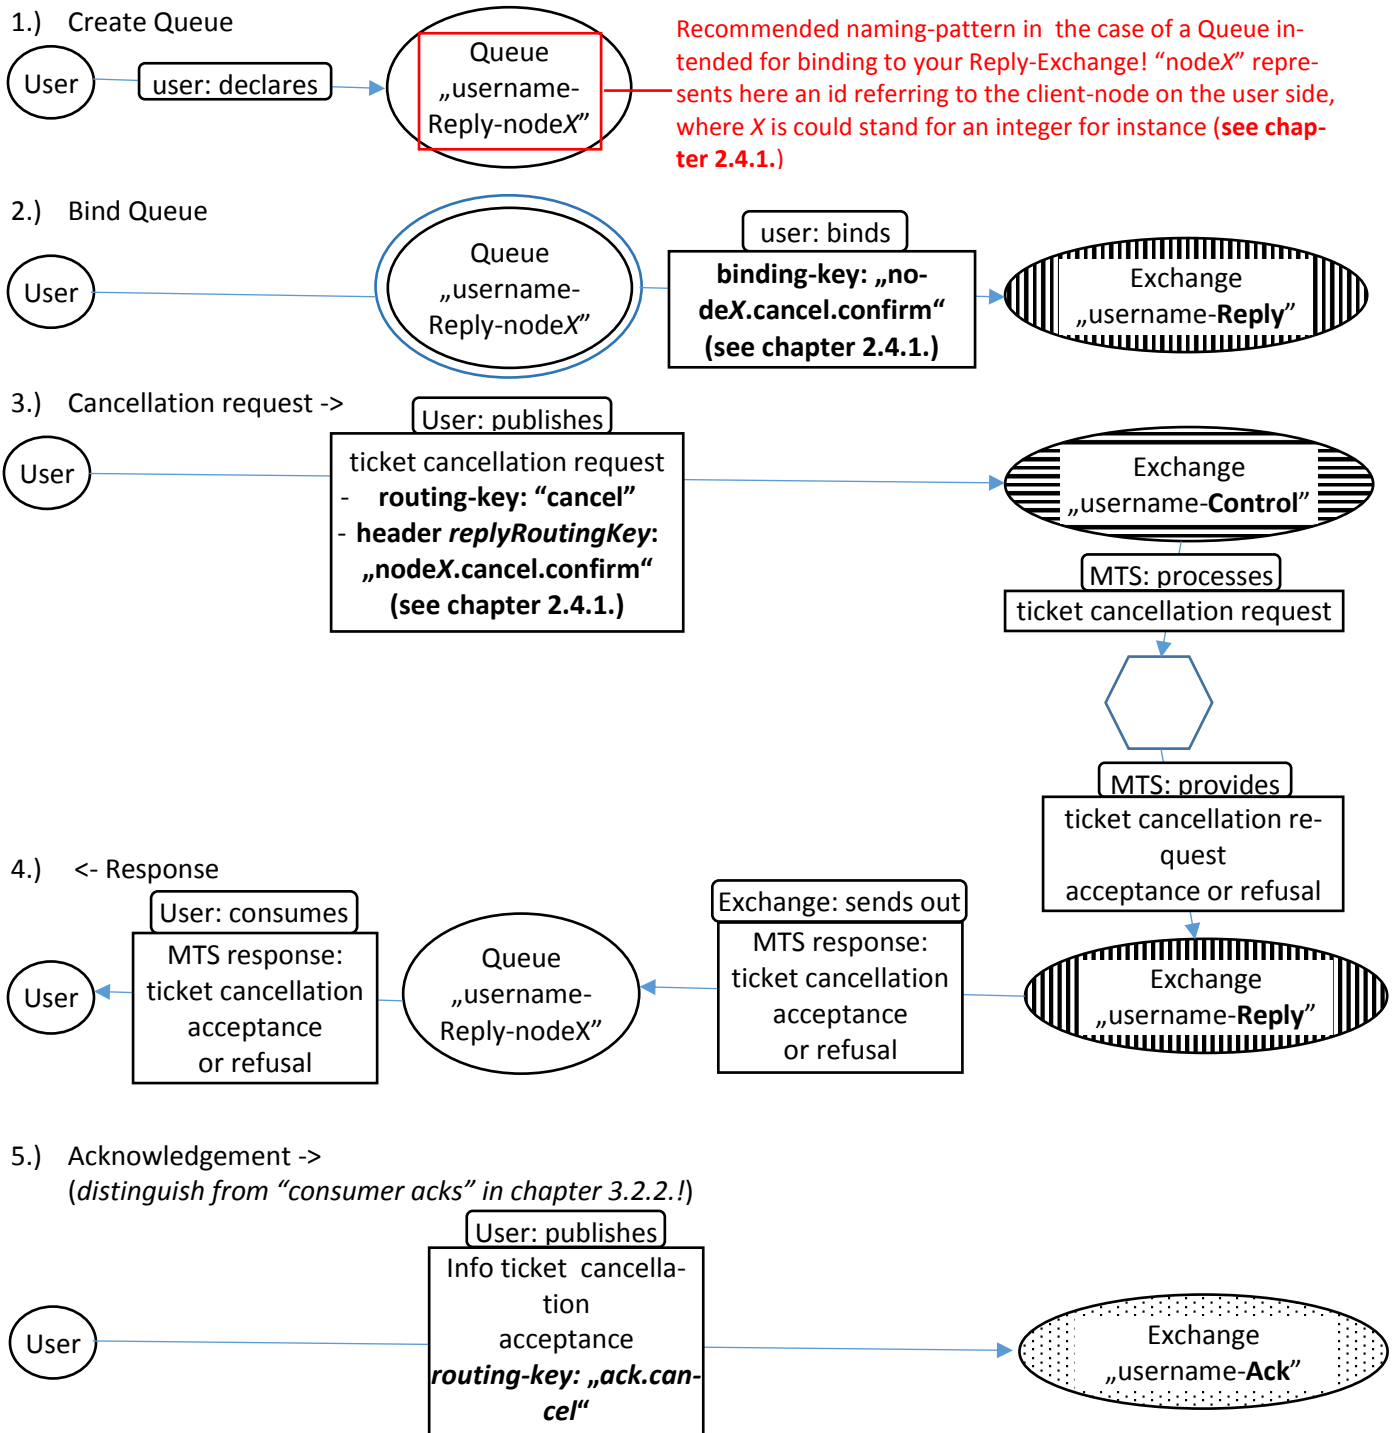 1.) Create Queue
User
user: declares
Queue
„username-
Reply-nodeX”
Recommended naming-pattern in the case of a Queue in-
tended for binding to your Reply-Exchange! “nodeX” repre-
sents here an id referring to the client-node on the user side,
where X is could stand for an integer for instance (see chap-
ter 2.4.1.)
2.) Bind Queue
User
Queue
„username-
Reply-nodeX”
user: binds
binding-key: „no-
deX.cancel.confirm“
(see chapter 2.4.1.)
Exchange
„username-Reply”
3.) Cancellation request ->
User
User: publishes
ticket cancellation request
- routing-key: “cancel”
- header replyRoutingKey:
„nodeX.cancel.confirm“
(see chapter 2.4.1.)
Exchange
„username-Control”
MTS: processes
ticket cancellation request
MTS: provides
ticket cancellation re-
quest
acceptance or refusal
4.) <- Response
User
User: consumes
MTS response:
ticket cancellation
acceptance
or refusal
Queue
„username-
Reply-nodeX”
Exchange: sends out
MTS response:
ticket cancellation
acceptance
or refusal
Exchange
„username-Reply”
5.) Acknowledgement ->
(distinguish from “consumer acks” in chapter 3.2.2.!)
User
User: publishes
Info ticket cancella-
tion
acceptance
routing-key: „ack.can-
cel“
Exchange
„username-Ack”